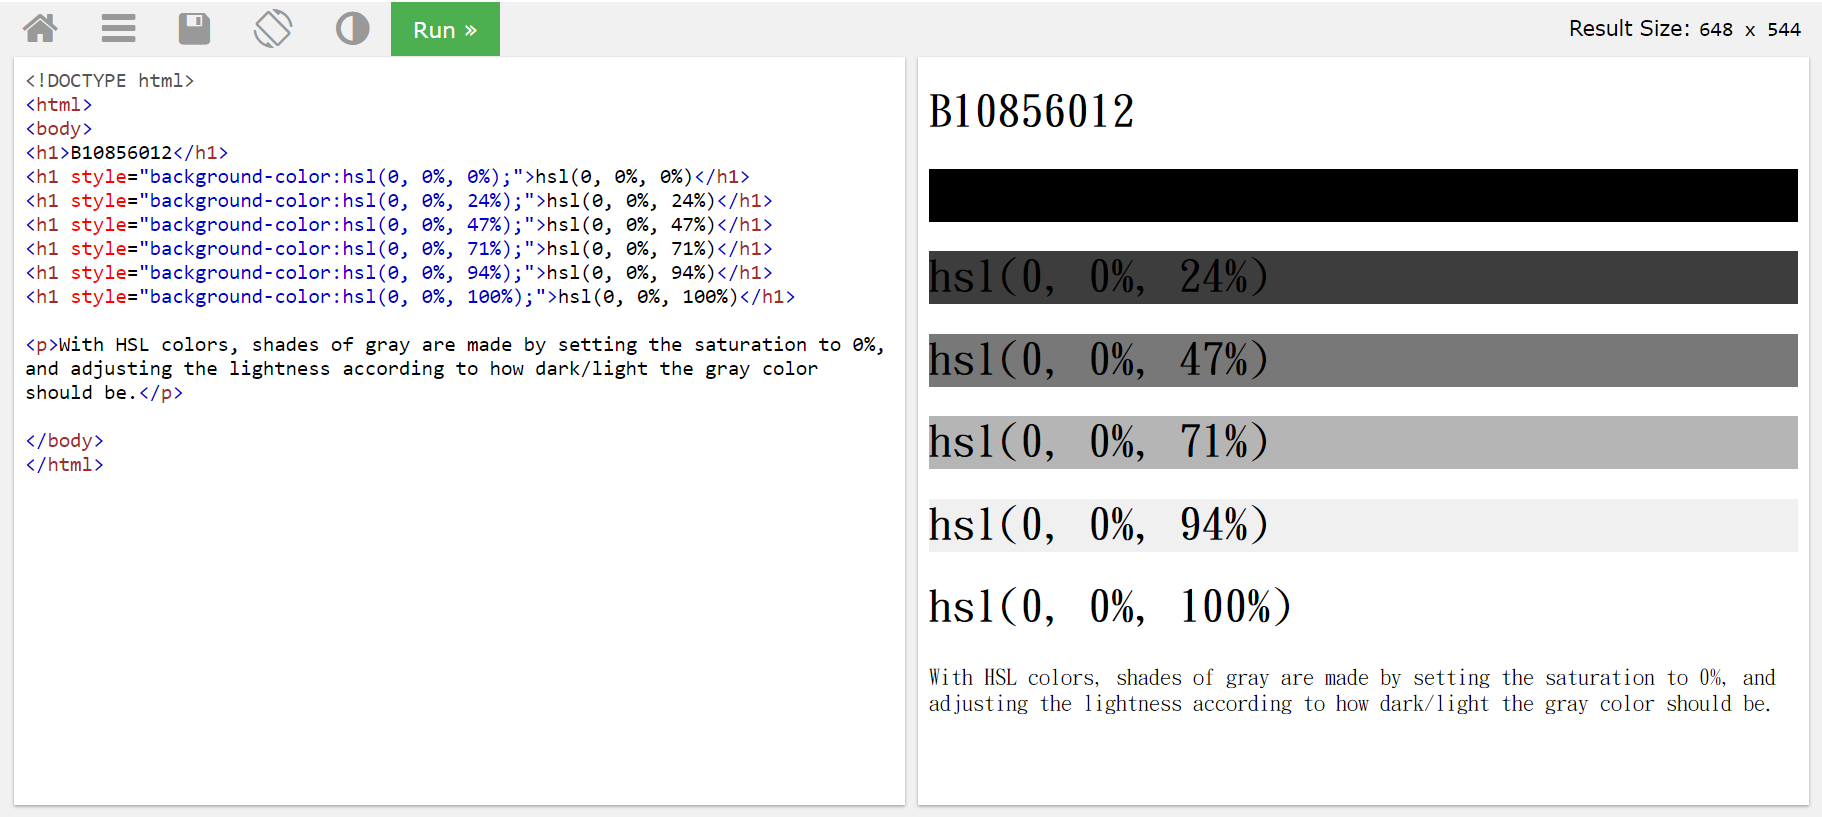 Run »
Result Size: 648 x 544
<!DOCTYPE html>
<html>
<body>
<h1>B10856012</h1>
<h1 style="background-color:hsl(0, 0%, 0%);">hsl(0, 0%, 0%)</h1>
<h1 style="background-color:hsl(0, 0%, 24%);">hsl(0, 0%, 24%)</h1>
<h1 style="background-color:hsl(0, 0%, 47%);">hsl(0, 0%, 47%)</h1>
<h1 style="background-color:hsl(0, 0%, 71%);">hsl(0, 0%, 71%)</h1>
<h1 style="background-color:hsl(0, 0%, 94%);">hsl(0, 0%, 94%)</h1>
<h1 style="background-color:hsl(0, 0%, 100%);">hsl(0, 0%, 100%)</h1>
<p>With HSL colors, shades of gray are made by setting the saturation to 0%,
and adjusting the lightness according to how dark/light the gray color
should be.</p>
</body>
</html>
B10856012
hsl(0, 0%, 24%)
hsl(0, 0%, 47%)
hsl(0, 0%, 71%)
hsl(0, 0%, 94%)
hsl(0, 0%, 100%)
With HSL colors, shades of gray are made by setting the saturation to 0%, and
adjusting the lightness according to how dark/light the gray color should be.